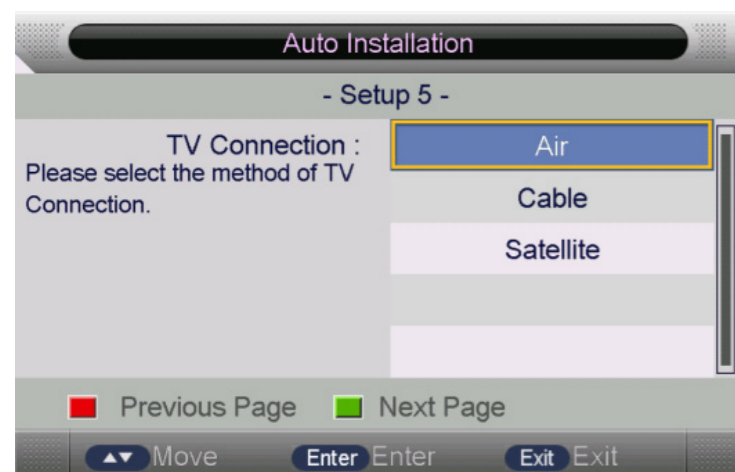 Auto Installation
- Setup 5 -
TV Connection :
Please select the method of TV
Connection.
Air
Cable
Satellite
Previous Page Next Page
Move Enter Enter Exit Exit